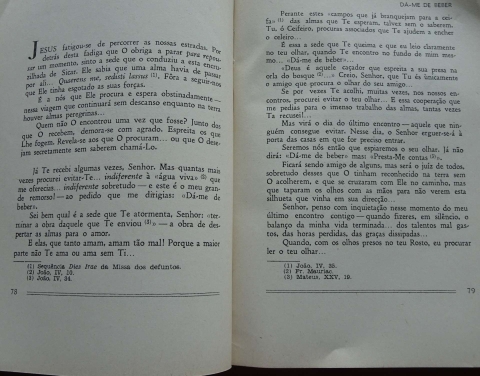 JESUS fatigou-se de percorrer as nossas estradas. Por
detrás desta fadiga que O obriga a parar para repou-
sar um momento, sinto a sede que o conduziu a esta encru-
zilhada de Sicar. Ele sabia que uma alma havia de passar
por ali... Quaerens me, sedisti lassus (1). Fôra a seguir-nos
que Ele tinha esgotado as suas forças.
É a nós que Ele procura e espera obstinadamente—
nessa viagem que continuará sem descanso enquanto na terra
houver almas peregrinas...
Quem não O encontrou uma vez que fosse? Junto dos
que O recebem, demora-se com agrado. Espreita os que
Lhe fogem. Revela-se aos que O procuram... ou que O dese-
jam secretamente sem saberem chamá-Lo.
Já Te recebi algumas vezes, Senhor. Mas quantas mais
vezes procurei evitar-Te... indiferente à «água viva» (2) que
me oferecias... indiferente sobretudo — e este é o meu gran-
de remorso! — ao pedido que me dirigias: «Dá-me de
beber».
Sei bem qual é a sede que Te atormenta, Senhor: «ter-
minar a obra daquele que Te enviou (3)» — a obra de des-
pertar as almas para o amor.
E elas, que tanto amam, amam tão mal! Porque a maior
parte não Te ama ou ama sem Ti...
(1) Sequência Dies Irae da Missa dos defuntos.
(2) João, IV, 10.
(3) João, IV, 34.
78
DÁ-ME DE BEBER
Perante estes «campos que já branquejam para a cei-
fa» (1) das almas que Te esperam, talvez sem o saberem,
Tu, ó Ceifeiro, procuras associados que Te ajudem a encher
o celeiro...
É essa a sede que Te queima e que eu leio claramente
no teu olhar, quando Te encontro no fundo de mim mes-
mo... «Dá-me de beber»...
«Deus é aquele caçador que espreita a sua presa na
orla do bosque (2)...» Creio, Senhor, que Tu és ùnicamente
o amigo que procura o olhar do seu amigo.
Se por vezes Te acolhi, muitas vezes, nos nossos en-
contros, procurei evitar o teu olhar... E essa cooperação que
me pedias para o imenso trabalho das almas, tantas vezes
Ta recusei!...
Mas virá o dia do último encontro — aquele que nin-
guém consegue evitar. Nesse dia, o Senhor erguer-se-á à
porta das casas em que for preciso entrar.
Seremos nós então que espiaremos o seu olhar. Já não
dirá: «Dá-me de beber» mas: «Presta-Me contas (3)».
Ficará sendo amigo de alguns, mas será o juiz de todos,
sobretudo desses que O tinham reconhecido na terra sem
O acolherem, e que se cruzaram com Ele no caminho, mas
que taparam os olhos com as mãos para não verem esta
silhueta que vinha em sua direcção...
Senhor, penso com inquietação nesse momento do meu
último encontro contigo — quando fizeres, em silêncio, o
balanço da minha vida terminada... dos talentos mal gas-
tos, das horas perdidas, das graças dissipadas...
Quando, com os olhos presos no teu Rosto, eu procurar
ler o teu olhar...
(1) João, IV, 35.
(2) Fr. Mauriac.
(3) Mateus, XXV, 19.
79